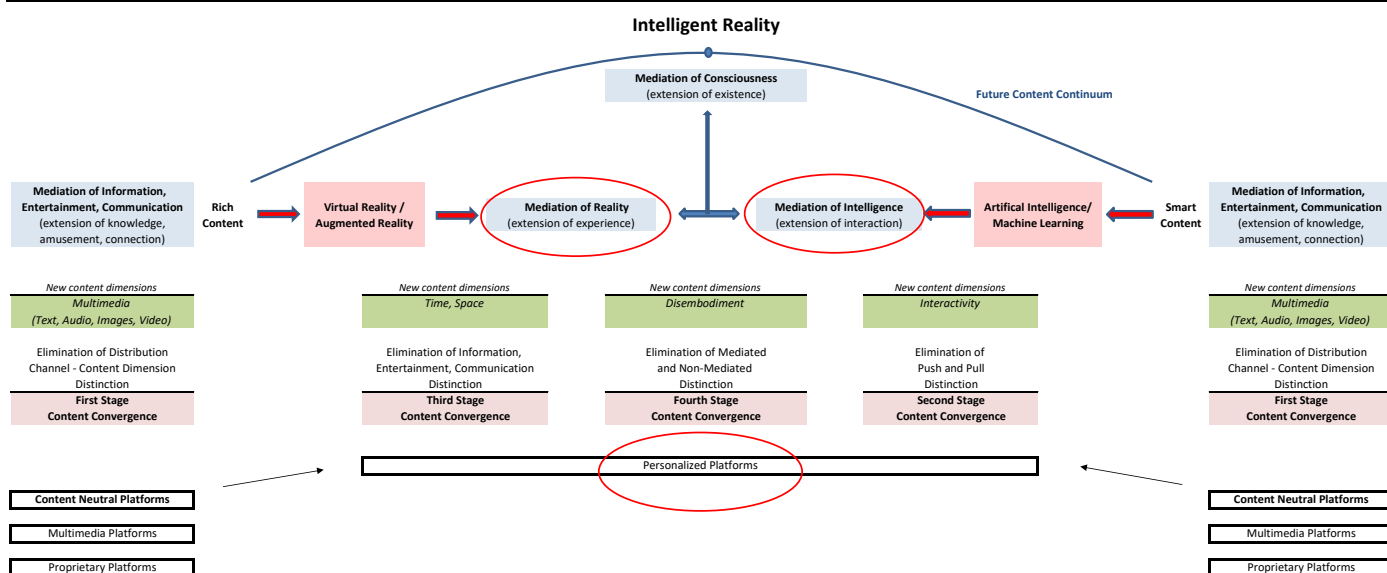 Intelligent Reality
Mediation of Consciousness
(extension of existence)
Future Content Continuum
Mediation of Information,
Entertainment, Communication
(extension of knowledge,
amusement, connection)
Rich
Content
Virtual Reality /
Augmented Reality
Mediation of Reality
(extension of experience)
Mediation of Intelligence
(extension of interaction)
Artifical Intelligence/
Machine Learning
Smart
Content
Mediation of Information,
Entertainment, Communication
(extension of knowledge,
amusement, connection)
New content dimensions
Multimedia
(Text, Audio, Images, Video)
New content dimensions
Time, Space
New content dimensions
Disembodiment
New content dimensions
Interactivity
New content dimensions
Multimedia
(Text, Audio, Images, Video)
Elimination of Distribution
Channel - Content Dimension
Distinction
First Stage
Content Convergence
Elimination of Information,
Entertainment, Communication
Distinction
Third Stage
Content Convergence
Elimination of Mediated
and Non-Mediated
Distinction
Fourth Stage
Content Convergence
Elimination of
Push and Pull
Distinction
Second Stage
Content Convergence
Elimination of Distribution
Channel - Content Dimension
Distinction
First Stage
Content Convergence
Personalized Platforms
Content Neutral Platforms
Multimedia Platforms
Proprietary Platforms
Content Neutral Platforms
Multimedia Platforms
Proprietary Platforms